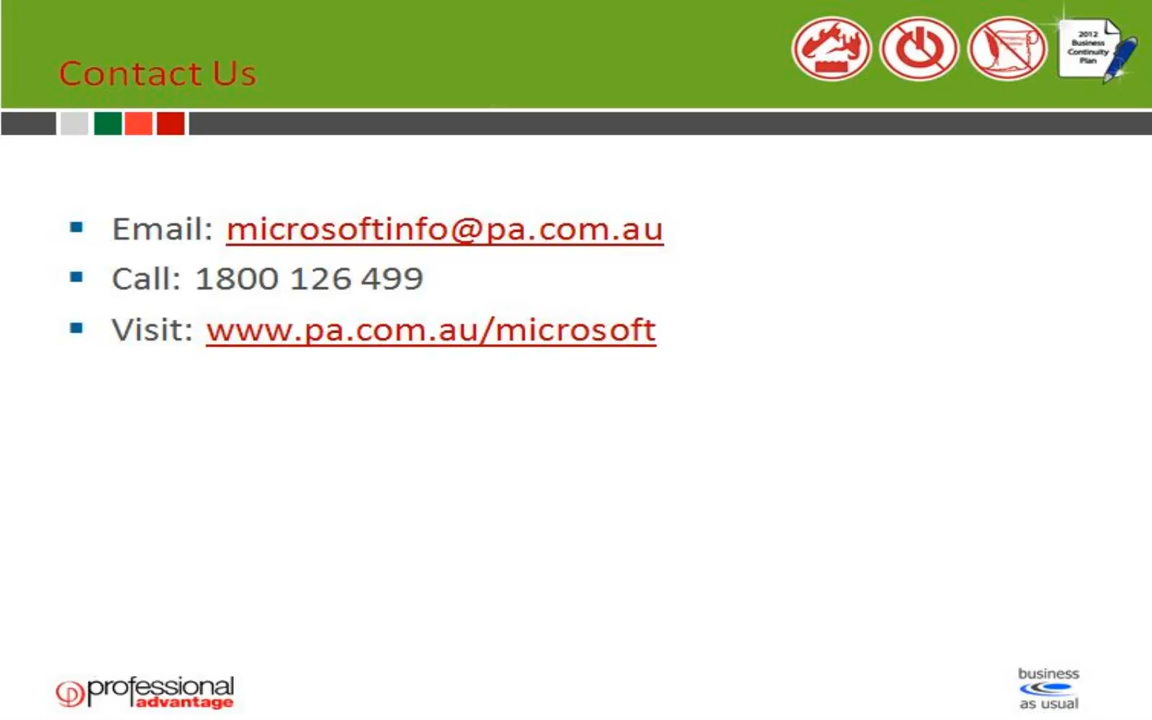 Contact Us
2012
Business
Continuity
Plan
Email: microsoftinfo@pa.com.au
Call: 1800 126 499
Visit: www.pa.com.au/microsoft
professional
advantage
business
as usual